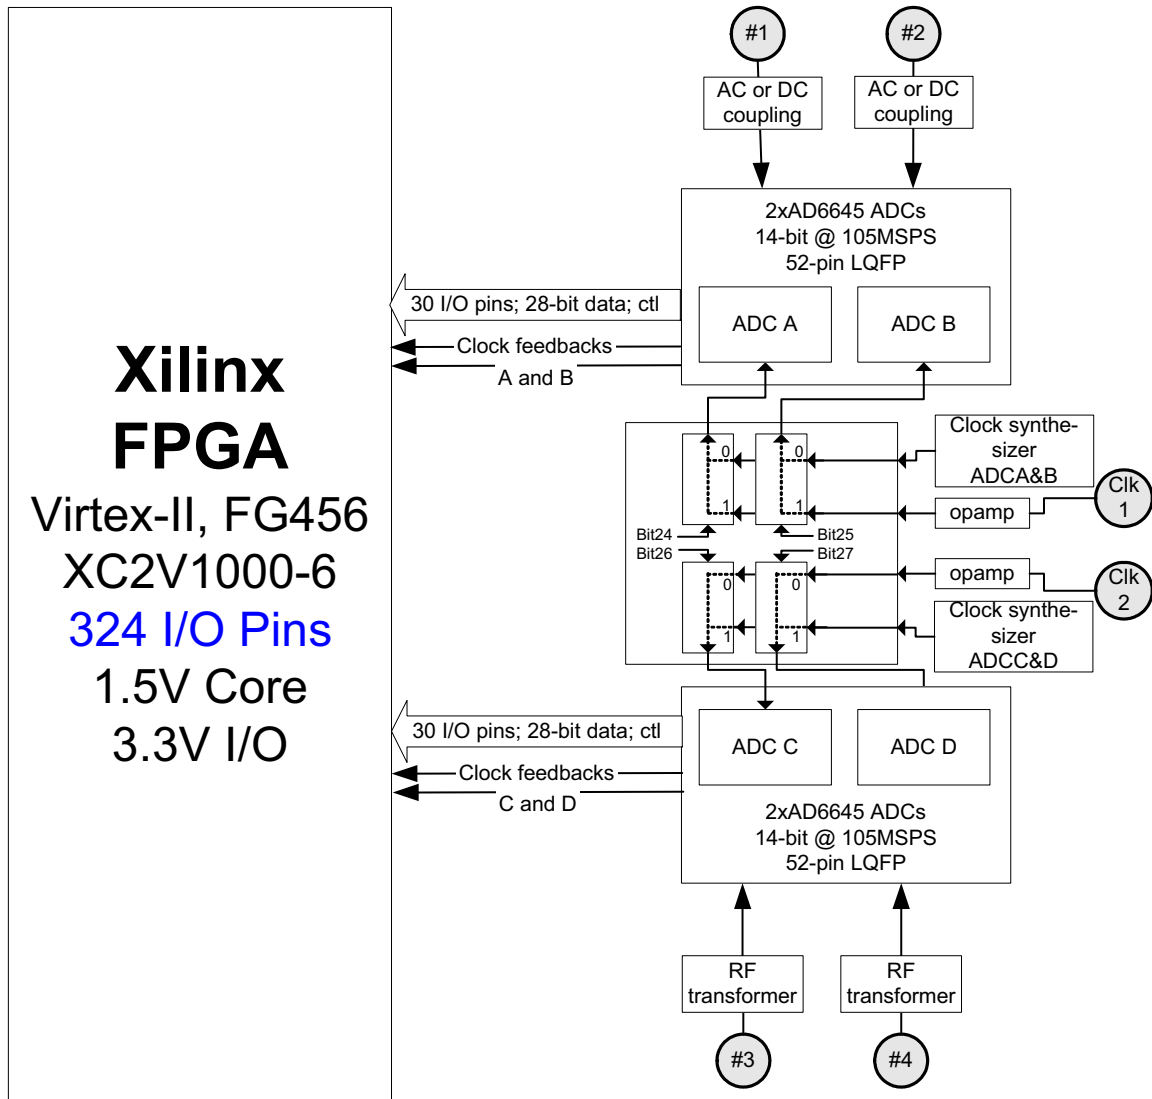 #1
#2
AC or DC
coupling
AC or DC
coupling
2xAD6645 ADCs
14-bit @ 105MSPS
52-pin LQFP
30 I/O pins; 28-bit data; ctl
ADC A
ADC B
Clock feedbacks
A and B
Xilinx
FPGA
Virtex-II, FG456
XC2V1000-6
324 I/O Pins
1.5V Core
3.3V I/O
0
0
1
1
Clock synthe-
sizer
ADCA&B
Clk
1
opamp
Bit24
Bit25
Bit26
Bit27
0
0
1
1
opamp
Clk
2
Clock synthe-
sizer
ADCC&D
30 I/O pins; 28-bit data; ctl
ADC C
ADC D
Clock feedbacks
C and D
2xAD6645 ADCs
14-bit @ 105MSPS
52-pin LQFP
RF
transformer
RF
transformer
#3
#4